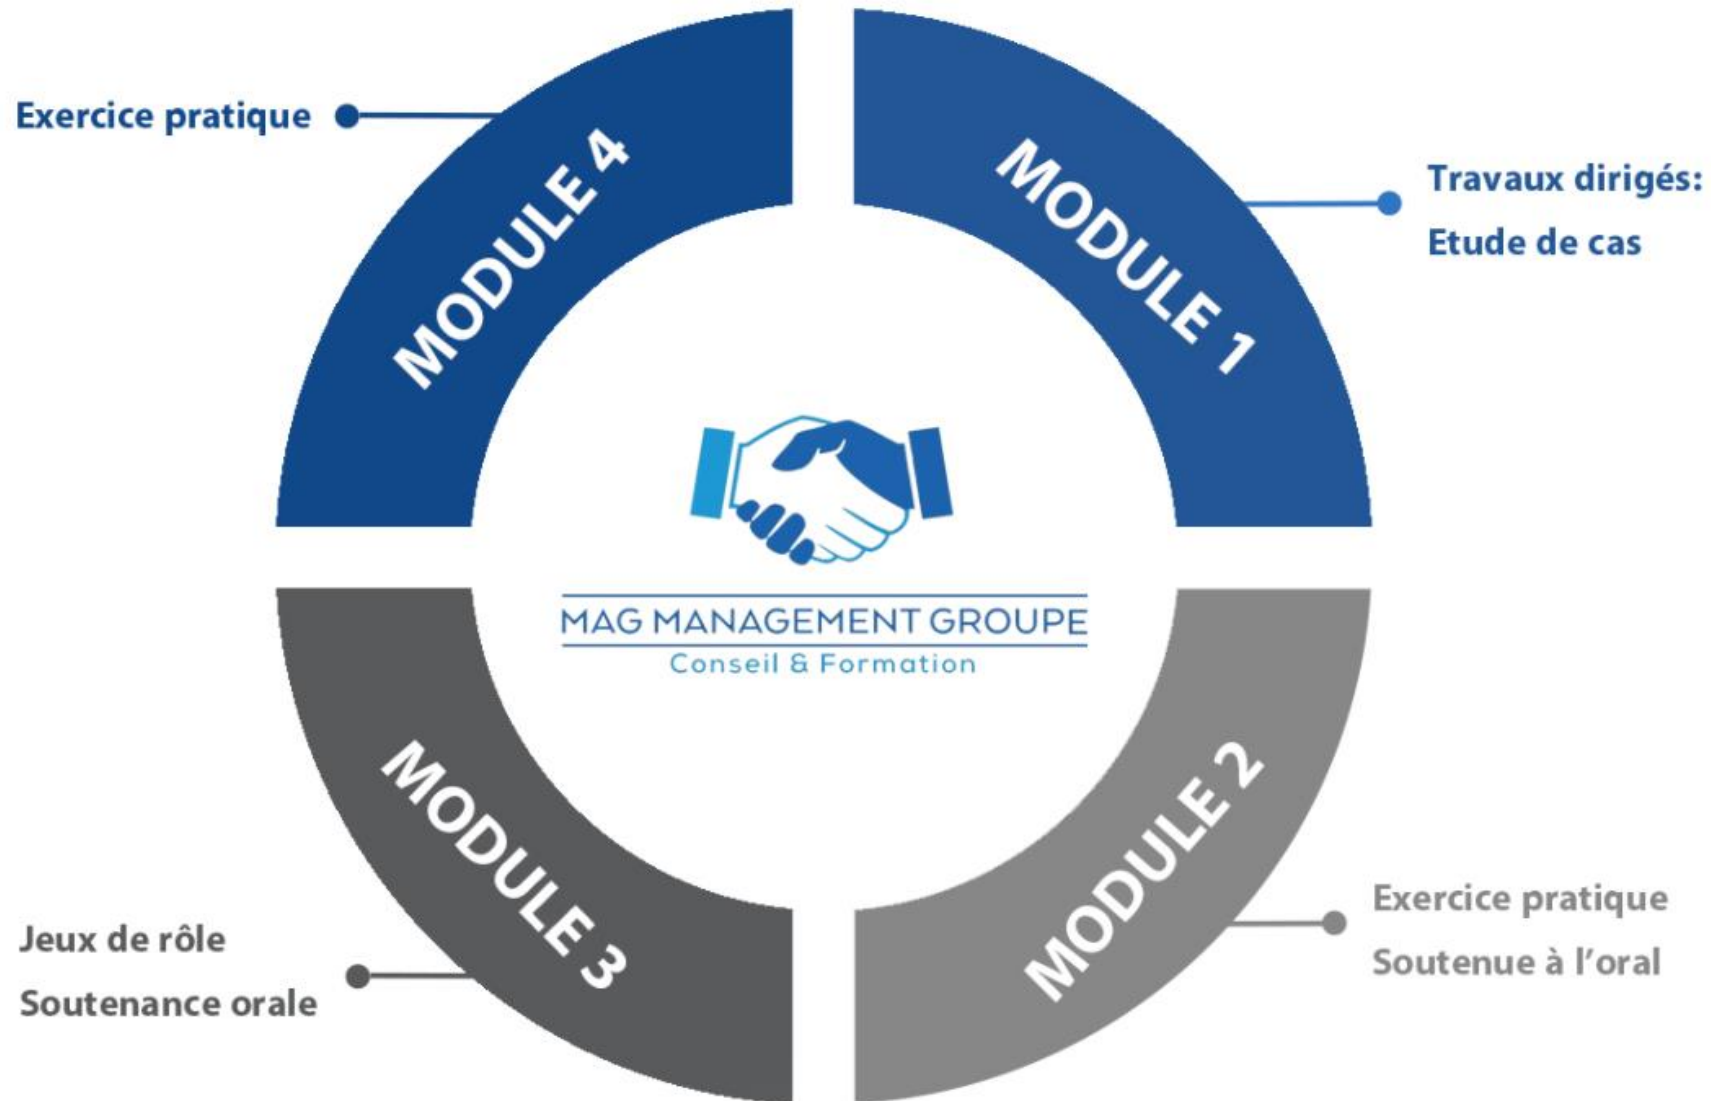 Exercice pratique
MODULE 4
MODULE 1
Travaux dirigés:
Etude de cas
MAG MANAGEMENT GROUPE
Conseil & Formation
MODULE 3
Jeux de rôle
Soutenance orale
MODULE 2
Exercice pratique
Soutenue à l’oral